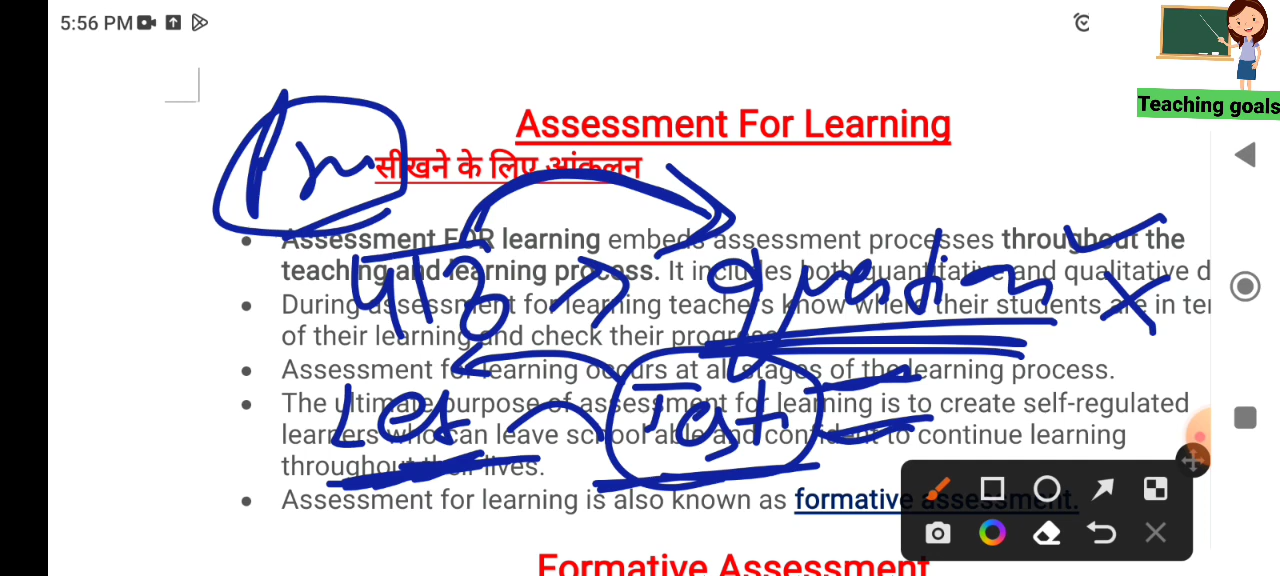 5:56 PM
Teaching goals
Assessment For Learning
सीखने के लिए आंकलन
Assessment FOR learning embeds assessment processes throughout the
teaching and learning process. It includes both quantitative and qualitative d
During assessment for learning teachers know where their students are in ter
of their learning and check their progress.
question
Assessment for learning occurs at all stages of the learning process.
The ultimate purpose of assessment for learning is to create self-regulated
learners who can leave school able and confident to continue learning
throughout their lives.
Test
Assessment for learning is also known as formative assessment.
Formative Assessment